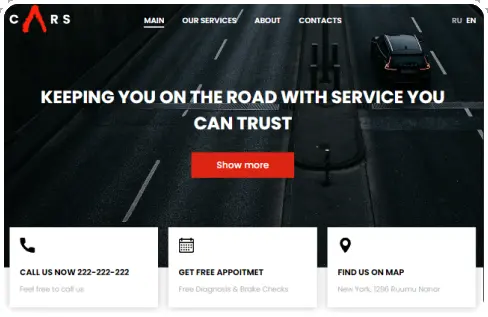 CARS
MAIN OUR SERVICES ABOUT CONTACTS
RU EN
KEEPING YOU ON THE ROAD WITH SERVICE YOU
CAN TRUST
Show more
CALL US NOW 222-222-222
Feel free to call us
GET FREE APPOITMET
Free Diagnosis & Brake Checks
FIND US ON MAP
New York, 1296 Ruumu Nanar